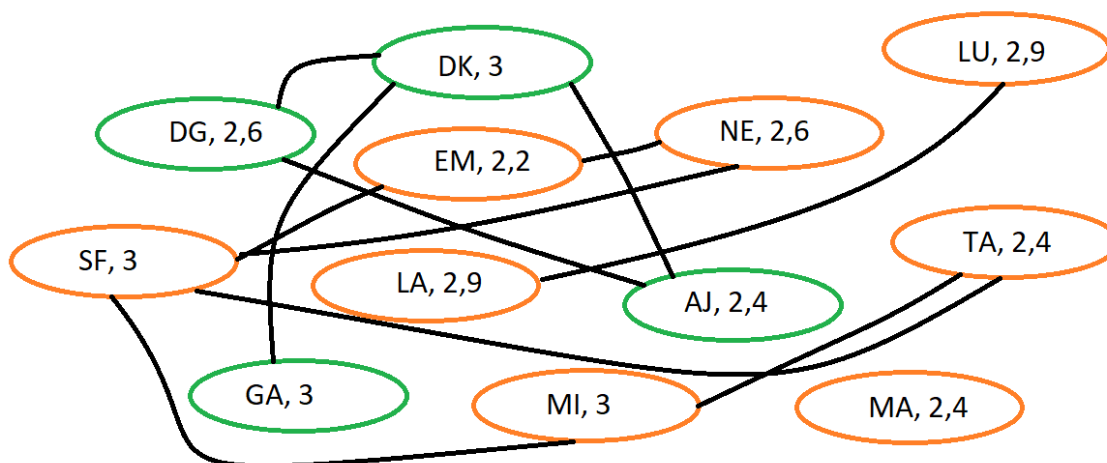 DK, 3
LU, 2,9
DG, 2,6
EM, 2,2
NE, 2,6
SF, 3
LA, 2,9
AJ, 2,4
TA, 2,4
GA, 3
MI, 3
MA, 2,4